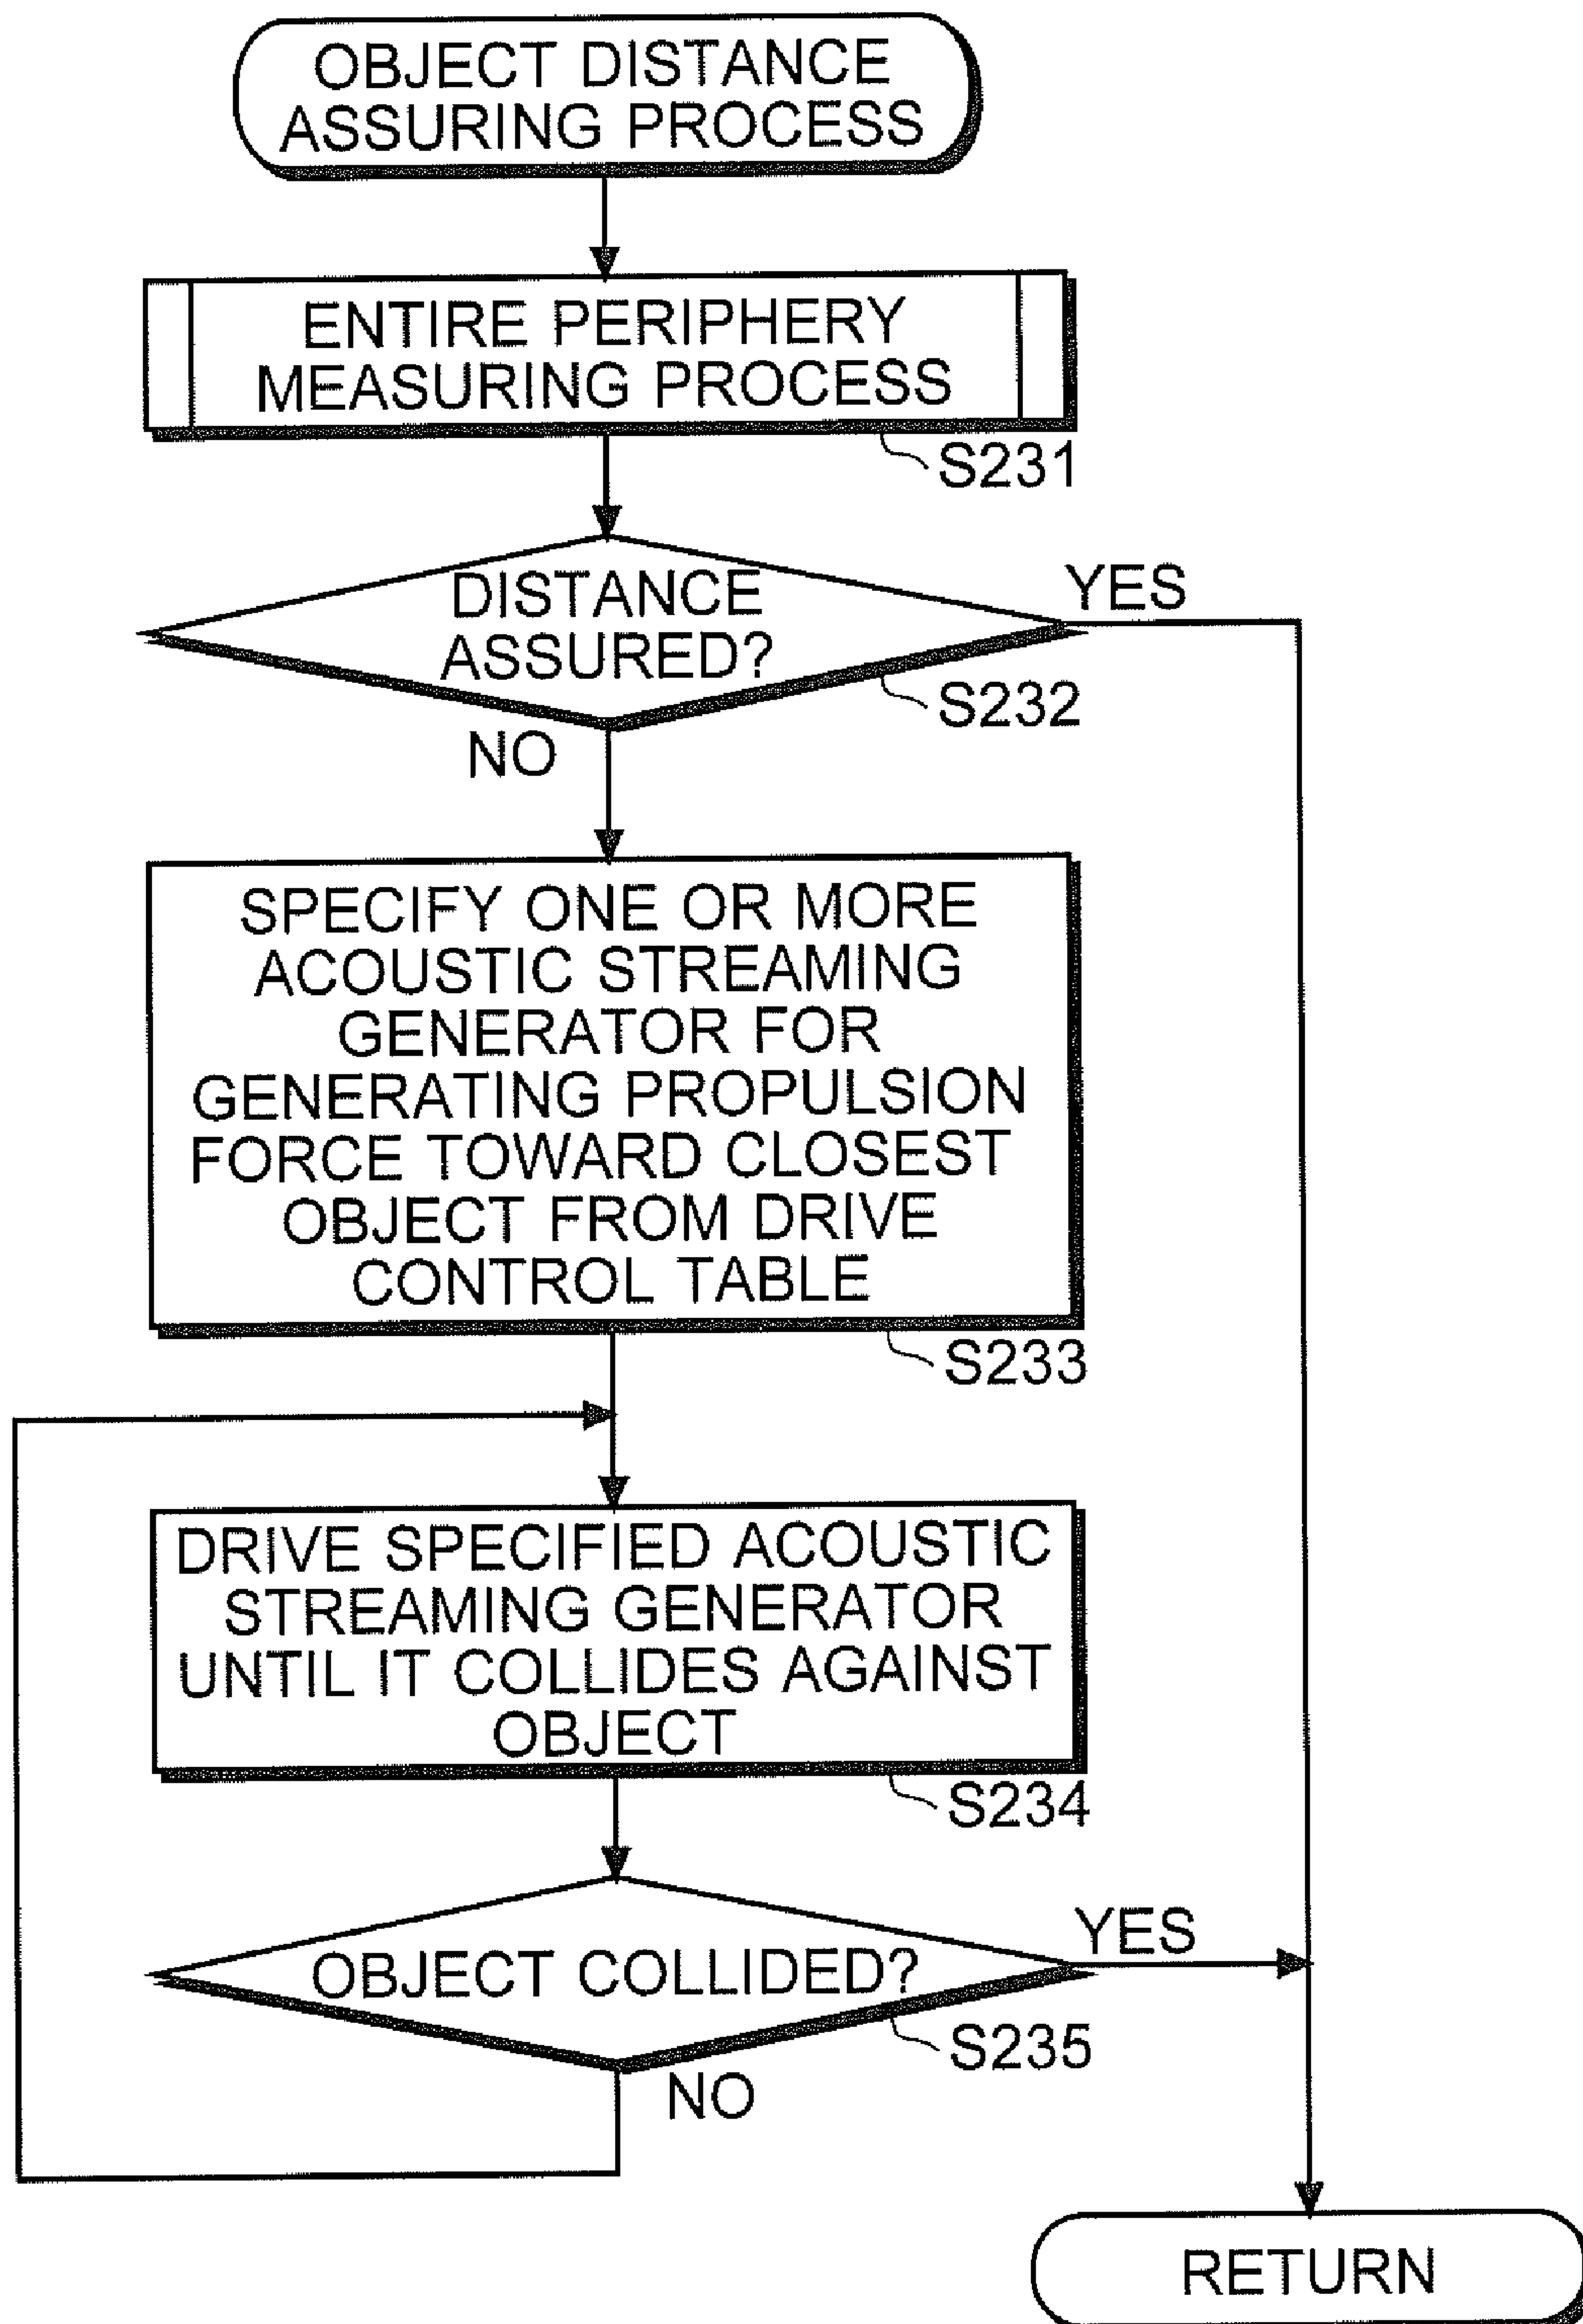 OBJECT DISTANCE
ASSURING PROCESS
ENTIRE PERIPHERY
MEASURING PROCESS
S231
DISTANCE
ASSURED?
YES
S232
NO
SPECIFY ONE OR MORE
ACOUSTIC STREAMING
GENERATOR FOR
GENERATING PROPULSION
FORCE TOWARD CLOSEST
OBJECT FROM DRIVE
CONTROL TABLE
S233
DRIVE SPECIFIED ACOUSTIC
STREAMING GENERATOR
UNTIL IT COLLIDES AGAINST
OBJECT
S234
OBJECT COLLIDED?
YES
S235
NO
RETURN